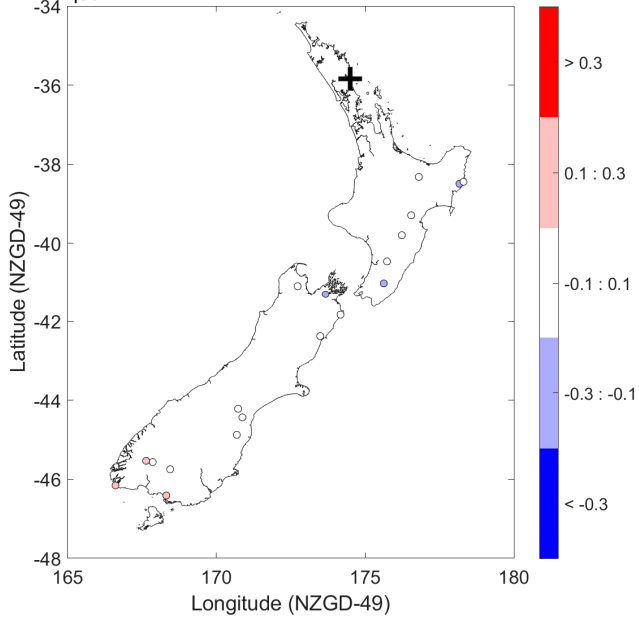 -34
-36
-38
-40
-42
-44
-46
-48
165
170
175
180
Longitude (NZGD-49)
Latitude (NZGD-49)
> 0.3
0.1 : 0.3
-0.1 : 0.1
-0.3 : -0.1
< -0.3